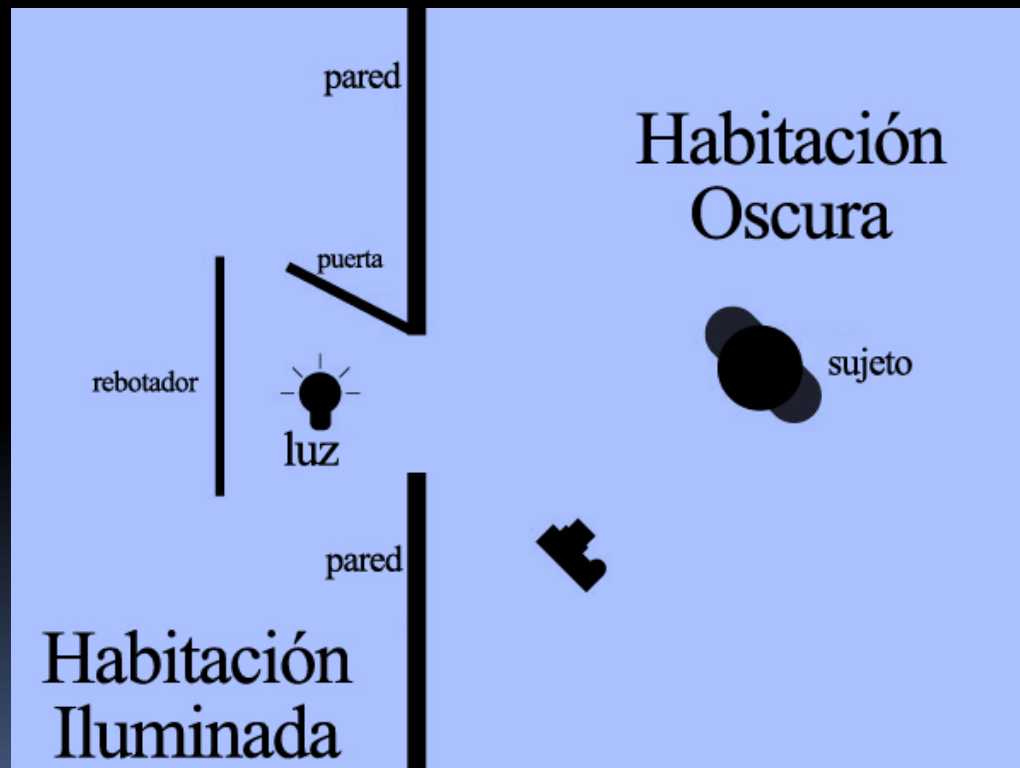 pared
Habitación
Oscura
puerta
sujeto
rebotador
luz
pared
Habitación
Iluminada